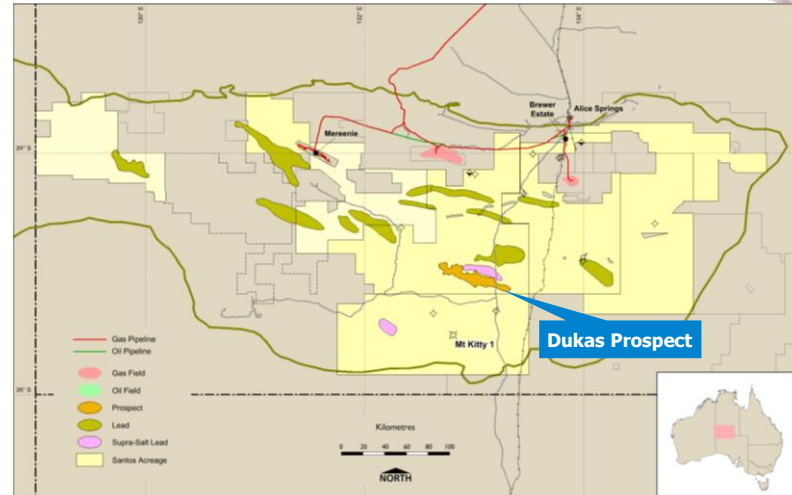 130° E
132° E
134° E
Brewer
Estate
Alice Springs
Mereenie
24° S
Dukas Prospect
Mt Kitty 1
Gas Pipeline
Oil Pipeline
Gas Field
Oil Field
Prospect
Lead
Supra-Salt Lead
Santos Acreage
26° S
Kilometres
0 20 40 60 80 100
NORTH